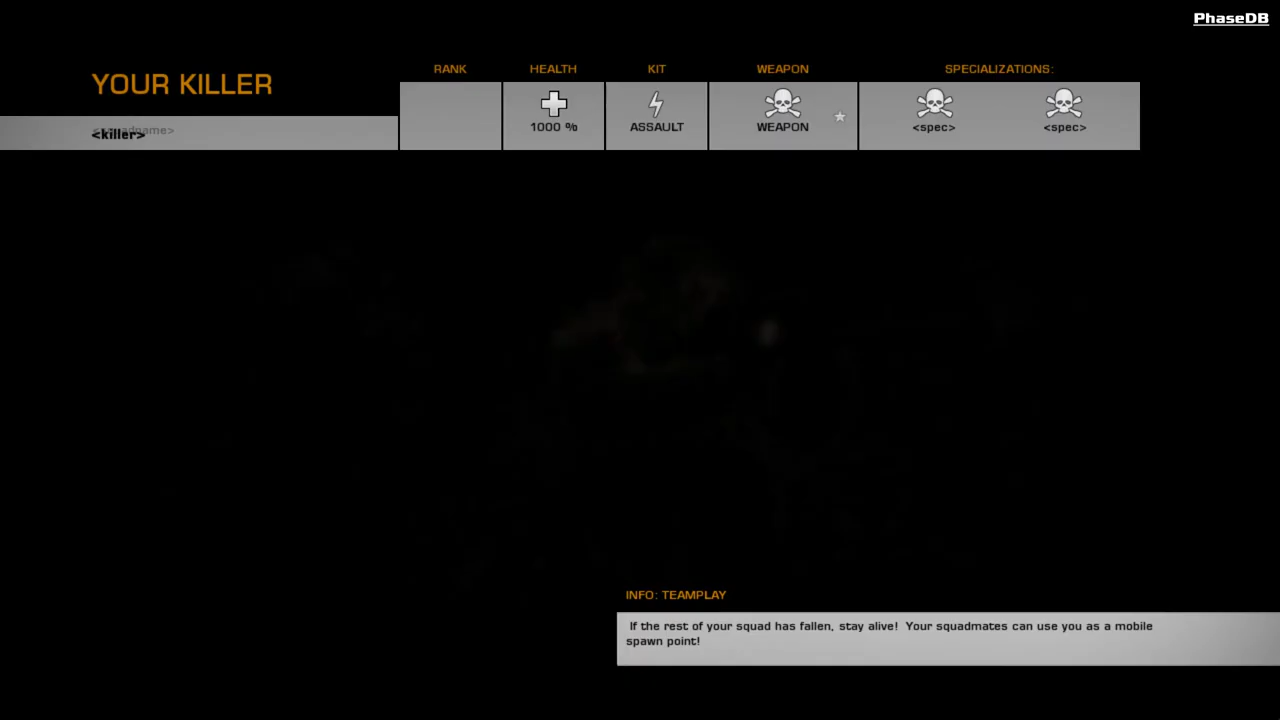 PhaseDB
YOUR KILLER
RANK
HEALTH
KIT
WEAPON
SPECIALIZATIONS:
<killer>
1000 %
ASSAULT
WEAPON
<spec>
<spec>
INFO: TEAMPLAY
If the rest of your squad has fallen, stay alive! Your squadmates can use you as a mobile
spawn point!